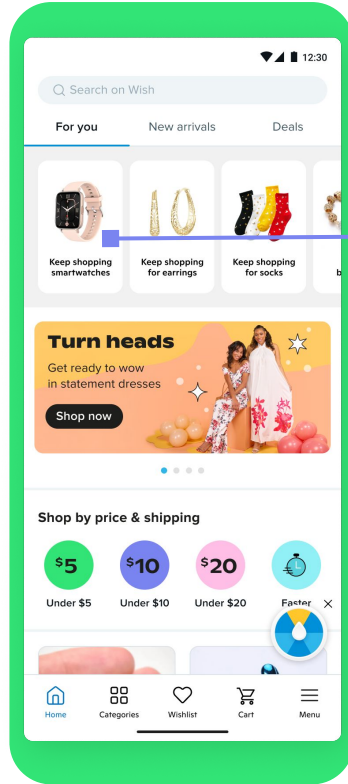 12:30
Search on Wish
For you
New arrivals
Deals
Keep shopping
smartwatches
Keep shopping
for earrings
Keep shopping
for socks
b
Turn heads
Get ready to wow
in statement dresses
Shop now
Shop by price & shipping
$5
$10
$20
Under $5
Under $10
Under $20
Faster
Home
Categories
Wishlist
Cart
Menu